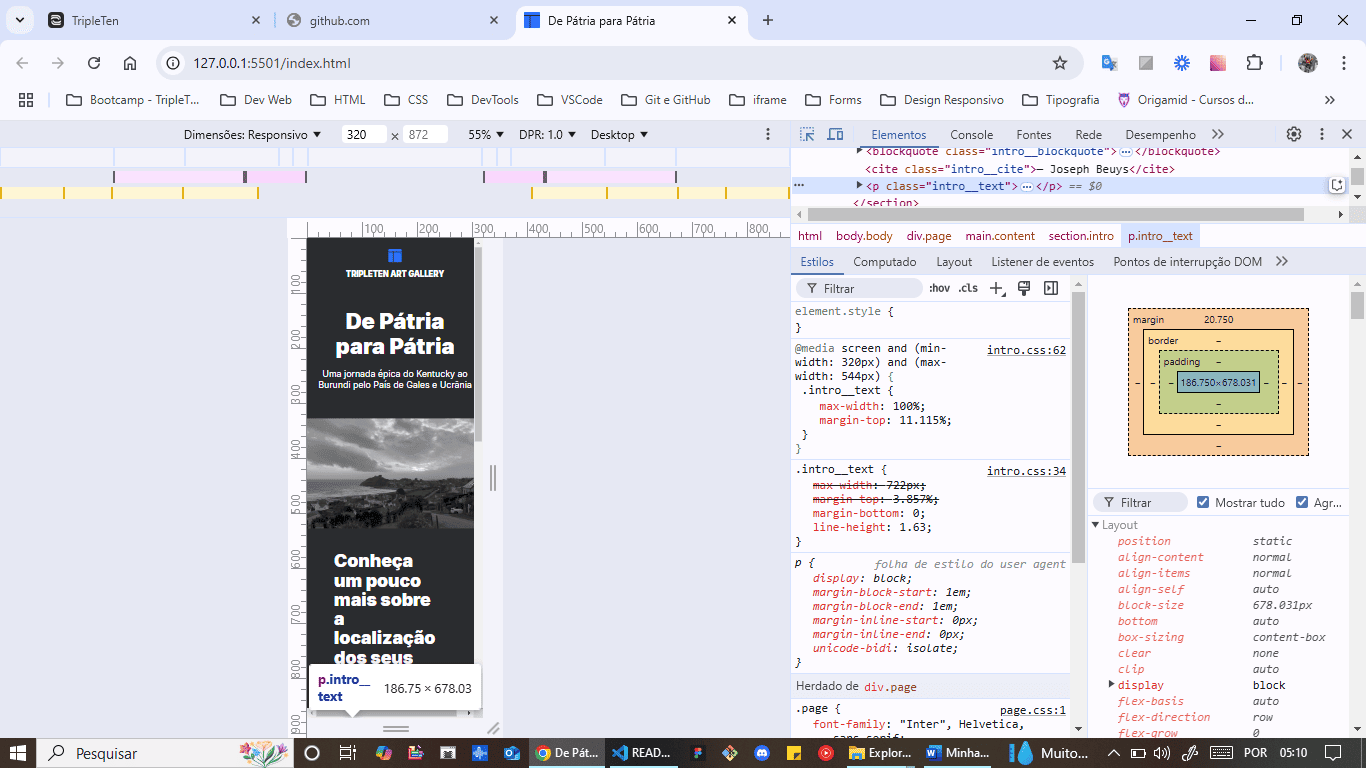 TripleTen
github.com
De Pátria para Pátria
127.0.0.1:5501/index.html
Bootcamp - TripleT...
Dev Web
HTML
CSS
DevTools
VSCode
Git e GitHub
iframe
Forms
Design Responsivo
Tipografia
Origamid - Cursos d...
Dimensões: Responsivo
320
×
872
55%
DPR: 1.0
Desktop
100
200
300
400
500
600
700
800
100
200
300
400
500
600
700
800
900
TRIPLETEN ART GALLERY
De Pátria
para Pátria
Uma jornada épica do Kentucky ao
Burundi pelo País de Gales e Ucrânia
Conheça
um pouco
mais sobre
a
localização
dos seus
p.intro__
text
186.75 × 678.03
Elementos
Console
Fontes
Rede
Desempenho
<blockquote class="intro__blockquote"> </blockquote>
<cite class="intro__cite">— Joseph Beuys</cite>
<p class="intro__text"> </p> == $0
</section>
html
body.body
div.page
main.content
section.intro
p.intro__text
Estilos
Computado
Layout
Listener de eventos
Pontos de interrupção DOM
Filtrar
:hov
.cls
element.style {
}
@media screen and (min-
width: 320px) and (max-
width: 544px) {
intro.css:62
.intro__text {
max-width: 100%;
margin-top: 11.115%;
}
}
.intro__text {
intro.css:34
max-width: 722px;
margin-top: 3.857%;
margin-bottom: 0;
line-height: 1.63;
}
p {
folha de estilo do user agent
display: block;
margin-block-start: 1em;
margin-block-end: 1em;
margin-inline-start: 0px;
margin-inline-end: 0px;
unicode-bidi: isolate;
}
Herdado de div.page
.page {
page.css:1
font-family: "Inter", Helvetica,
sans-serif;
margin
20.750
border
–
padding
–
186.750×678.031
–
–
–
Filtrar
Mostrar tudo
Agr...
Layout
position
static
align-content
normal
align-items
normal
align-self
auto
block-size
678.031px
bottom
auto
box-sizing
content-box
clear
none
clip
auto
display
block
flex-basis
auto
flex-direction
row
flex-grow
0
Pesquisar
De Pát...
READ...
Explor...
Minha...
Muito...
POR
05:10